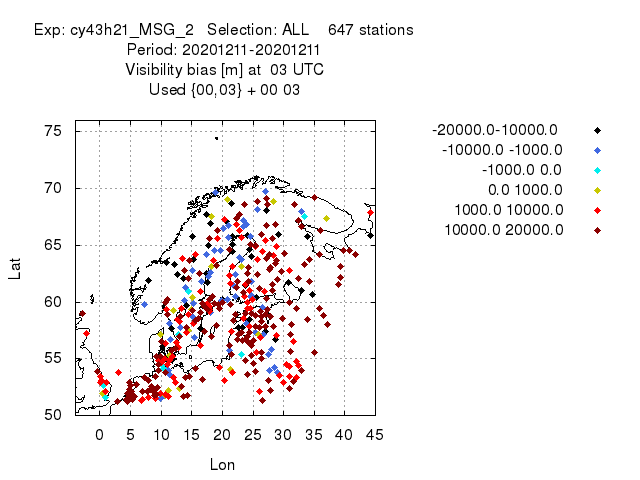 Exp: cy43h21_MSG_2   Selection: ALL    647 stations
Period: 20201211-20201211
Visibility bias [m] at  03 UTC
Used {00,03} + 00 03
-20000.0-10000.0
-10000.0 -1000.0
-1000.0 0.0
0.0 1000.0
1000.0 10000.0
10000.0 20000.0
75
70
65
60
55
50
Lat
0 5 10 15 20 25 30 35 40 45
Lon